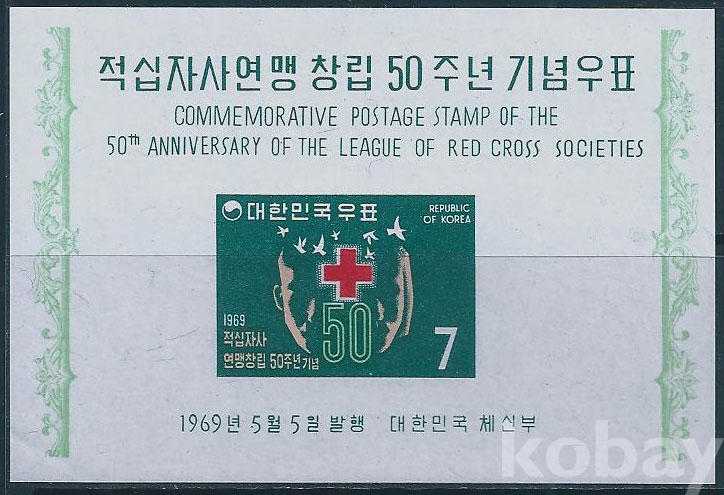 적십자사연맹 창립 50주년 기념우표
COMMEMORATIVE POSTAGE STAMP OF THE
50th ANNIVERSARY OF THE LEAGUE OF RED CROSS SOCIETIES
대한민국우표
REPUBLIC
OF KOREA
50
1969
적십자사
연맹창립 50주년기념
7
1969년 5월 5일 발행 대한민국 체신부
kobay